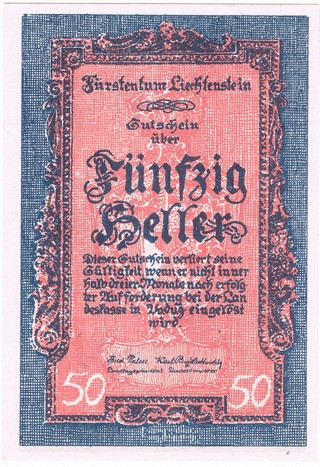 Fürstentum Liechtenstein
Gutschein
über
Fünfzig
Heller
Dieser Gutschein verliert seine
Gültigkeit wenn er nicht inner
halb dreier Monate nach erfolg
ter Aufforderung bei der Lan
deskasse in Vaduz eingelöst
wird.
50 50